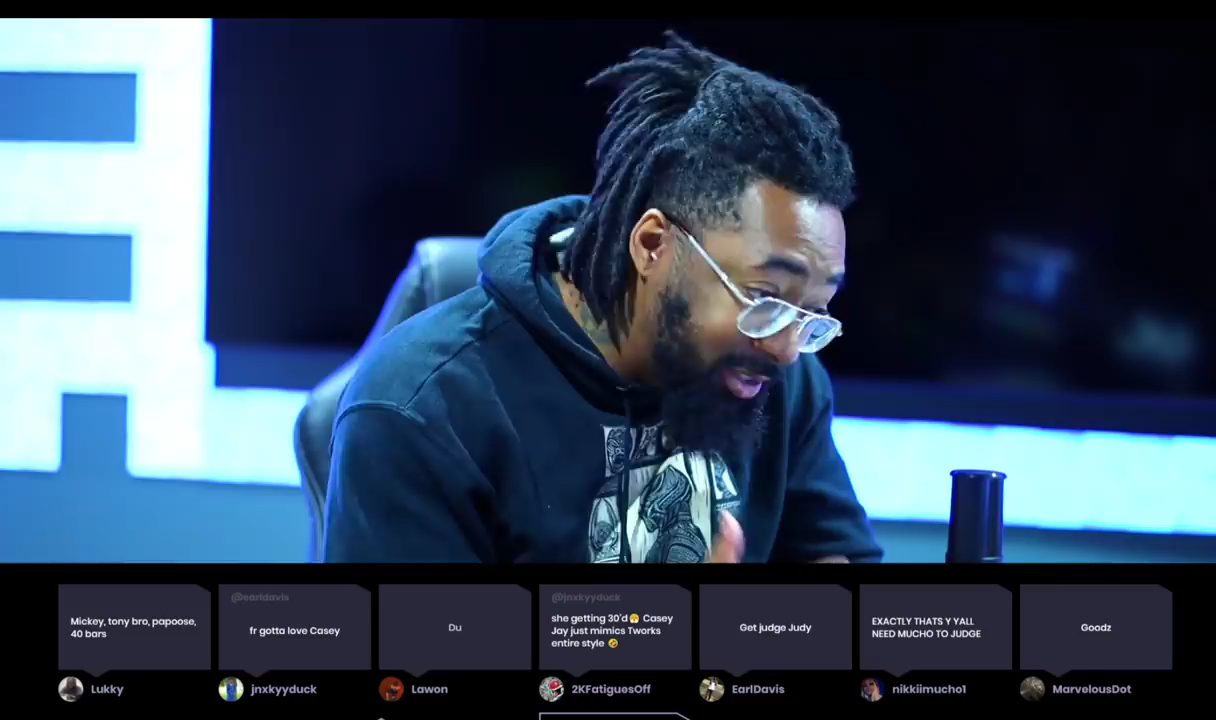 Mickey, tony bro, papoose,
40 bars
Lukky
@earldavis
fr gotta love Casey
jnxkyyduck
Du
Lawon
@jnxkyyduck
she getting 30'd😤 Casey
Jay just mimics Tworks
entire style 🤣
2KFatiguesOff
Get judge Judy
EarlDavis
EXACTLY THATS Y YALL
NEED MUCHO TO JUDGE
nikkiimucho1
Goodz
MarvelousDot